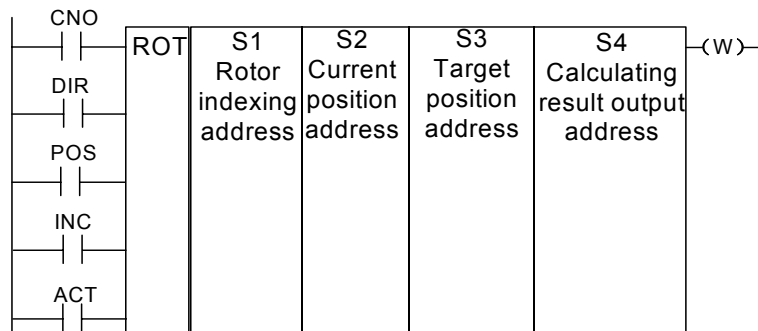 CNO
DIR
POS
INC
ACT
ROT
S1
Rotor
indexing
address
S2
Current
position
address
S3
Target
position
address
S4
Calculating
result output
address
(W)